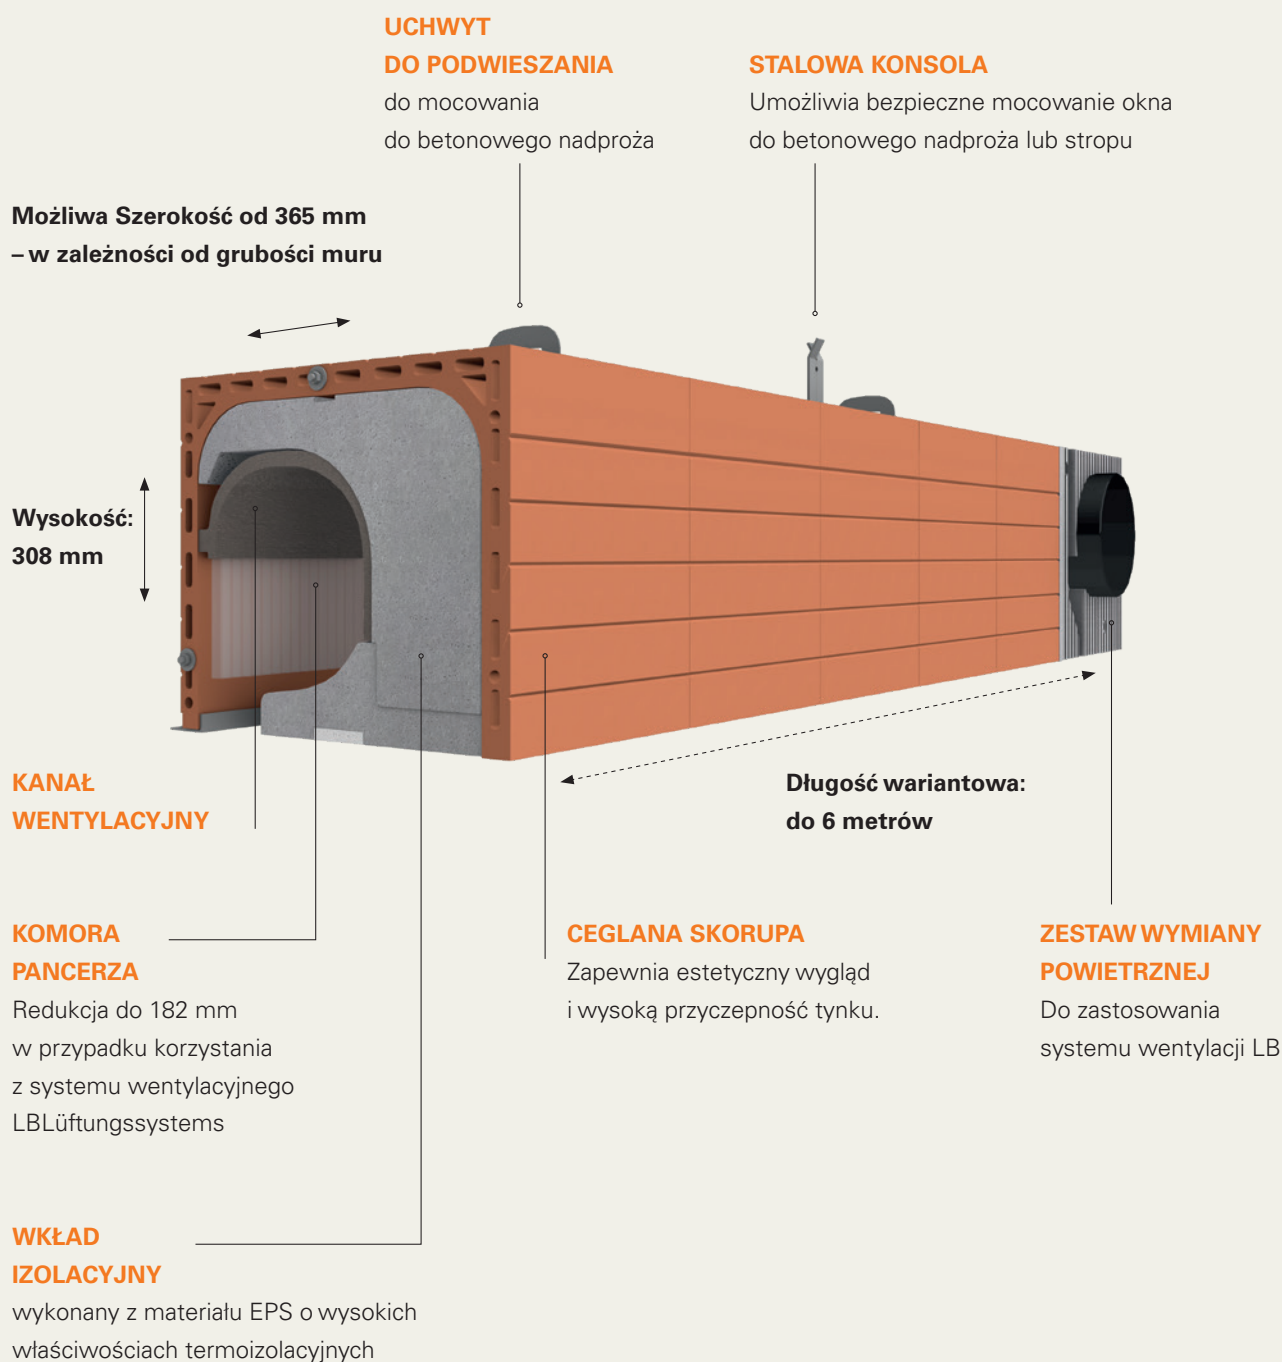 UCHWYT
DO PODWIESZANIA
do mocowania
do betonowego nadproża
STALOWA KONSOLA
Umożliwia bezpieczne mocowanie okna
do betonowego nadproża lub stropu
Możliwa Szerokość od 365 mm
– w zależności od grubości muru
Wysokość:
308 mm
KANAŁ
WENTYLACYJNY
Długość wariantowa:
do 6 metrów
KOMORA
PANCERZA
Redukcja do 182 mm
w przypadku korzystania
z systemu wentylacyjnego
LBLüftungssystems
CEGLANA SKORUPA
Zapewnia estetyczny wygląd
i wysoką przyczepność tynku.
ZESTAW WYMIANY
POWIETRZNEJ
Do zastosowania
systemu wentylacji LB
WKŁAD
IZOLACYJNY
wykonany z materiału EPS o wysokich
właściwościach termoizolacyjnych